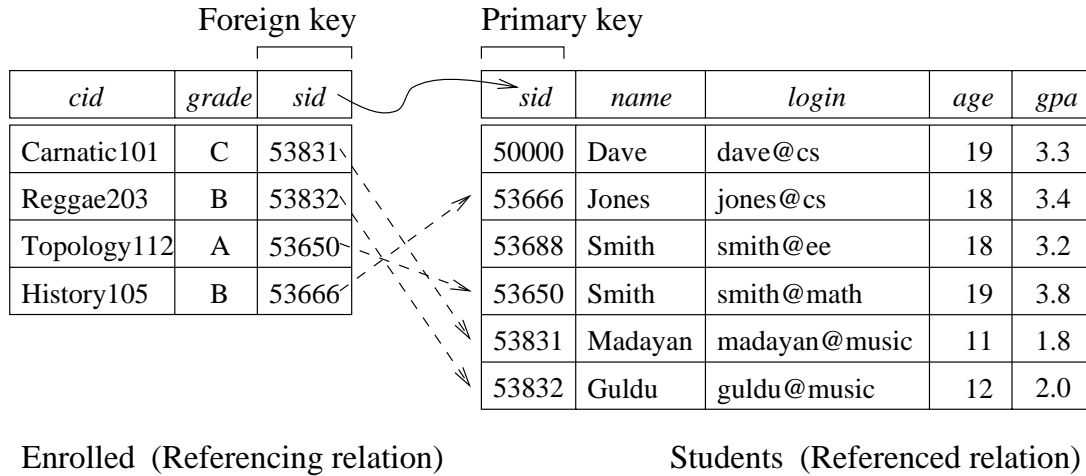 Foreign key
Primary key
cid grade sid
Carnatic101 C 53831
Reggae203 B 53832
Topology112 A 53650
History105 B 53666
sid name login age gpa
50000 Dave dave@cs 19 3.3
53666 Jones jones@cs 18 3.4
53688 Smith smith@ee 18 3.2
53650 Smith smith@math 19 3.8
53831 Madayan madayan@music 11 1.8
53832 Guldu guldu@music 12 2.0
Enrolled (Referencing relation)
Students (Referenced relation)